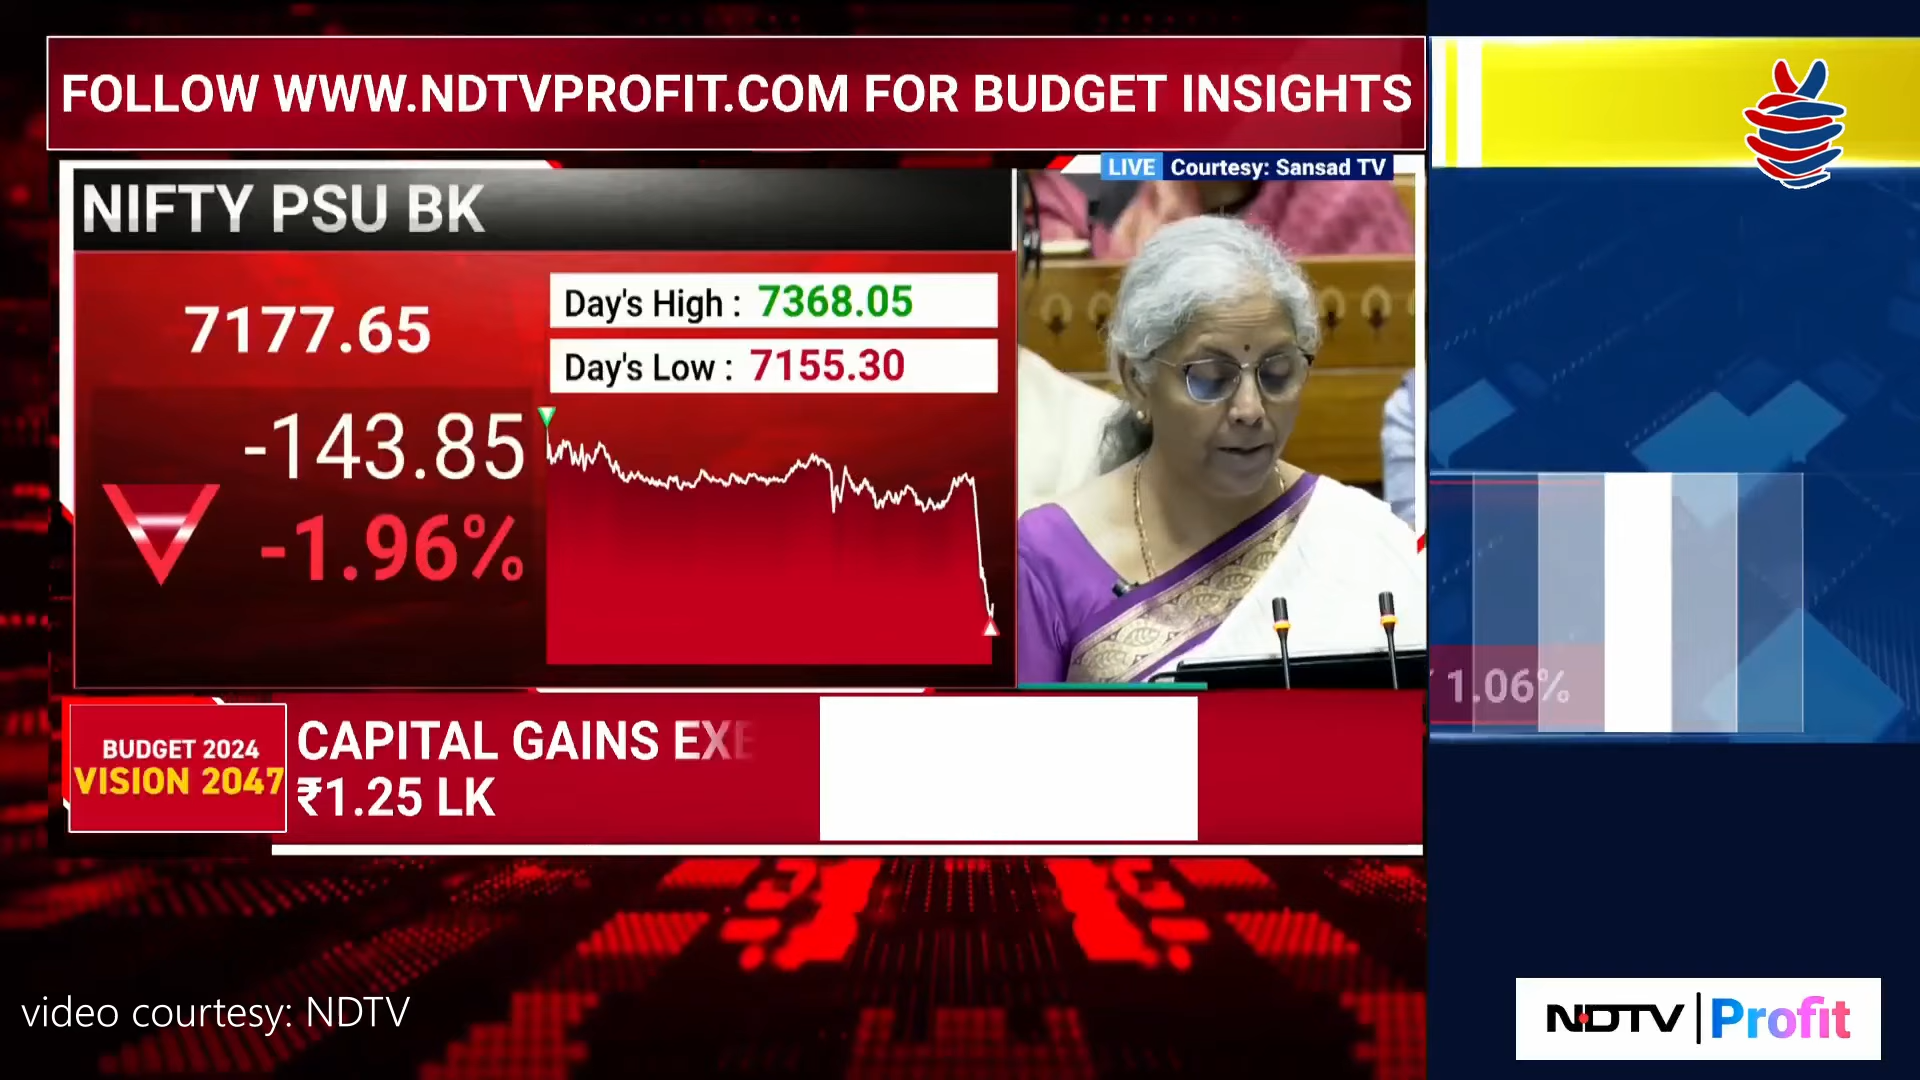 FOLLOW WWW.NDTVPROFIT.COM FOR BUDGET INSIGHTS
LIVE Courtesy: Sansad TV
NIFTY PSU BK
7177.65
Day's High : 7368.05
Day's Low : 7155.30
-143.85
-1.96%
1.06%
BUDGET 2024
VISION 2047
CAPITAL GAINS
₹1.25 LK
video courtesy: NDTV
NDTV Profit